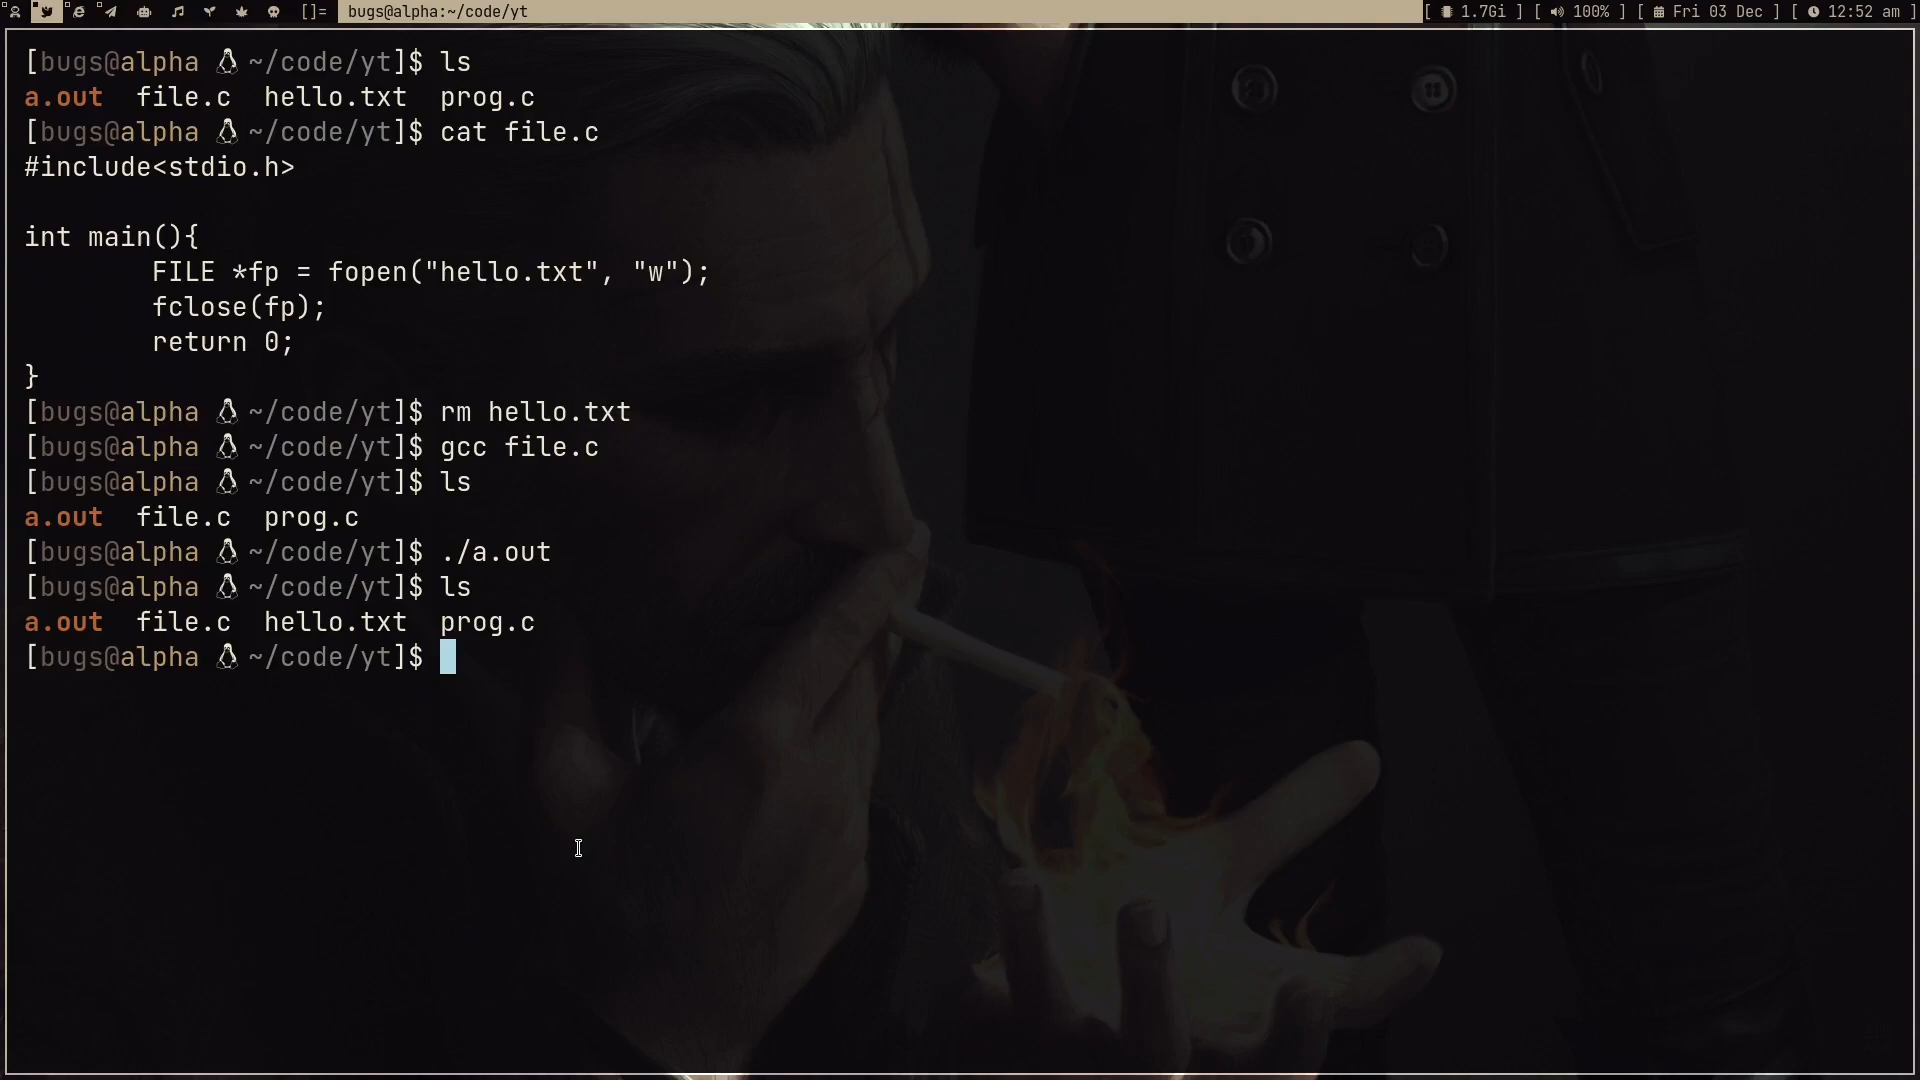 []= bugs@alpha:~/code/yt [ 1.7Gi ] [ 100% ] [ Fri 03 Dec ] [ 12:52 am ]
[bugs@alpha ~/code/yt]$ ls
a.out  file.c  hello.txt  prog.c
[bugs@alpha ~/code/yt]$ cat file.c
#include<stdio.h>

int main(){
        FILE *fp = fopen("hello.txt", "w");
        fclose(fp);
        return 0;
}
[bugs@alpha ~/code/yt]$ rm hello.txt
[bugs@alpha ~/code/yt]$ gcc file.c
[bugs@alpha ~/code/yt]$ ls
a.out  file.c  prog.c
[bugs@alpha ~/code/yt]$ ./a.out
[bugs@alpha ~/code/yt]$ ls
a.out  file.c  hello.txt  prog.c
[bugs@alpha ~/code/yt]$